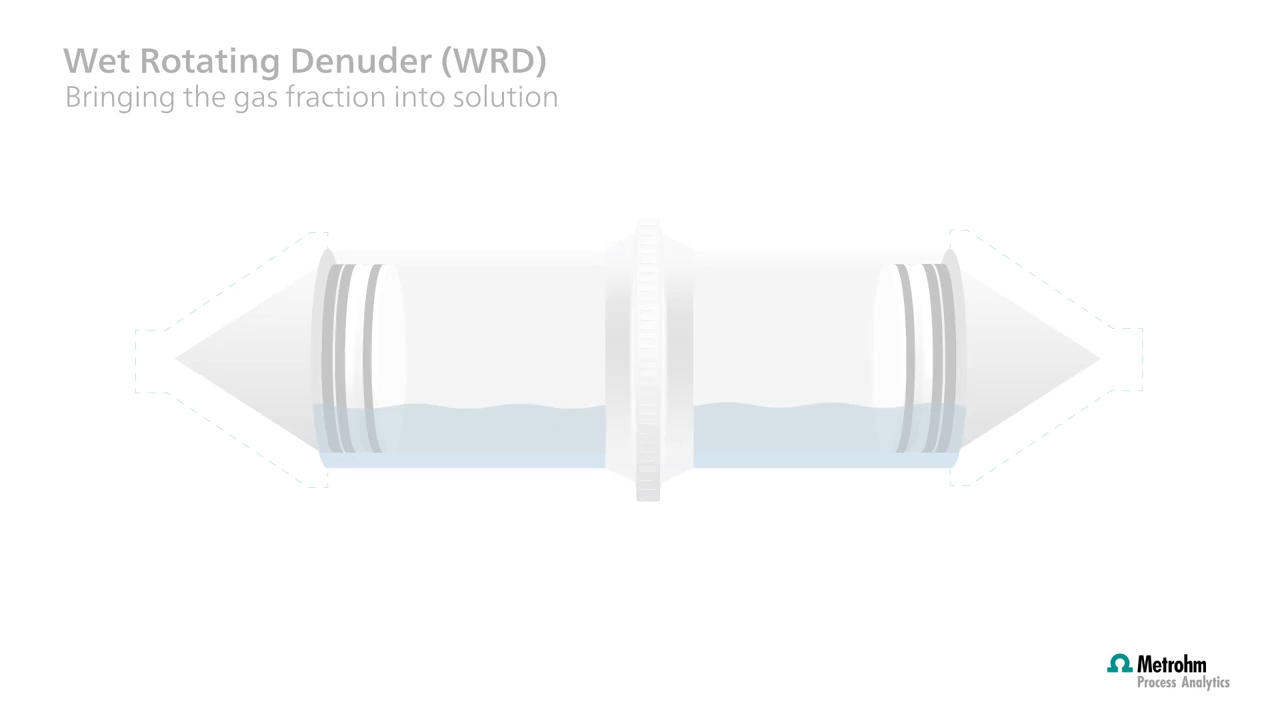 Wet Rotating Denuder (WRD)
Bringing the gas fraction into solution
Metrohm
Process Analytics